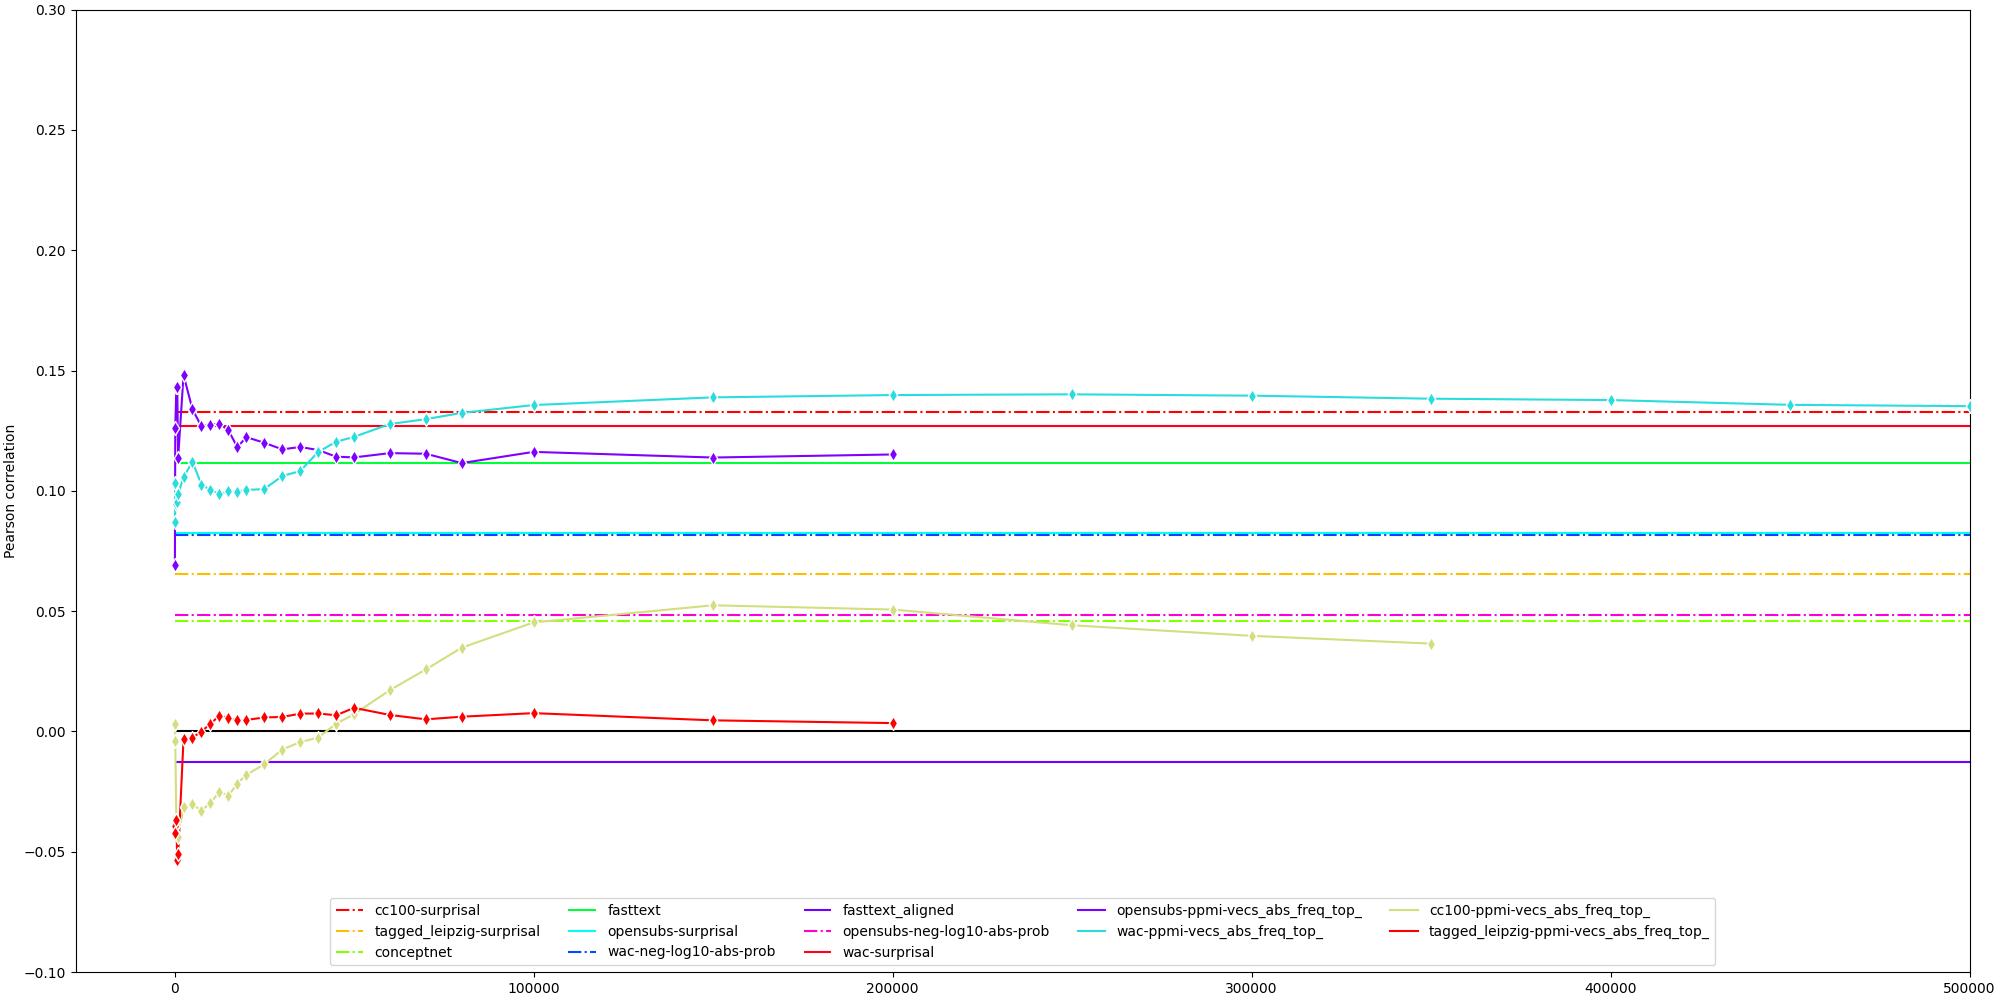 0.30
0.25
0.20
0.15
0.10
0.05
0.00
−0.05
−0.10
Pearson correlation
cc100-surprisal
tagged_leipzig-surprisal
conceptnet
fasttext
opensubs-surprisal
wac-neg-log10-abs-prob
fasttext_aligned
opensubs-neg-log10-abs-prob
wac-surprisal
opensubs-ppmi-vecs_abs_freq_top_
wac-ppmi-vecs_abs_freq_top_
cc100-ppmi-vecs_abs_freq_top_
tagged_leipzig-ppmi-vecs_abs_freq_top_
0 100000 200000 300000 400000 500000